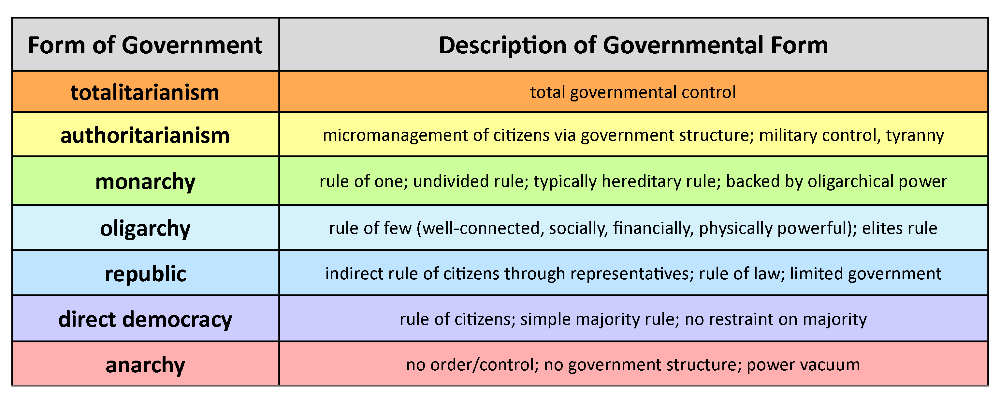 Form of Government
Description of Governmental Form
totalitarianism
total governmental control
authoritarianism
micromanagement of citizens via government structure; military control, tyranny
monarchy
rule of one; undivided rule; typically hereditary rule; backed by oligarchical power
oligarchy
rule of few (well-connected, socially, financially, physically powerful); elites rule
republic
indirect rule of citizens through representatives; rule of law; limited government
direct democracy
rule of citizens; simple majority rule; no restraint on majority
anarchy
no order/control; no government structure; power vacuum